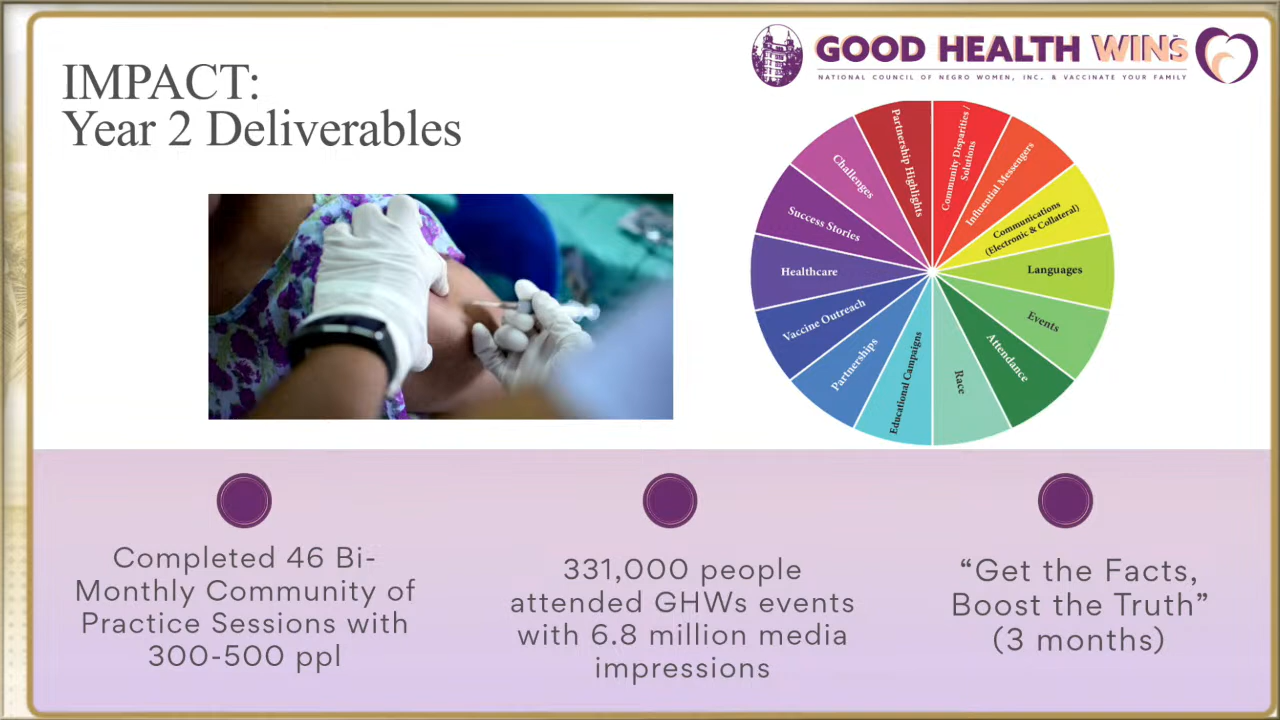 GOOD HEALTH WINs
NATIONAL COUNCIL OF NEGRO WOMEN, INC. & VACCINATE YOUR FAMILY
IMPACT:
Year 2 Deliverables
Partnership Highlights
Community Disparities /
Solutions
Influential Messengers
Communications
(Electronic & Collateral)
Languages
Events
Attendance
Race
Educational Campaigns
Partnerships
Vaccine Outreach
Healthcare
Success Stories
Challenges
Completed 46 Bi-
Monthly Community of
Practice Sessions with
300-500 ppl
331,000 people
attended GHWs events
with 6.8 million media
impressions
“Get the Facts,
Boost the Truth”
(3 months)